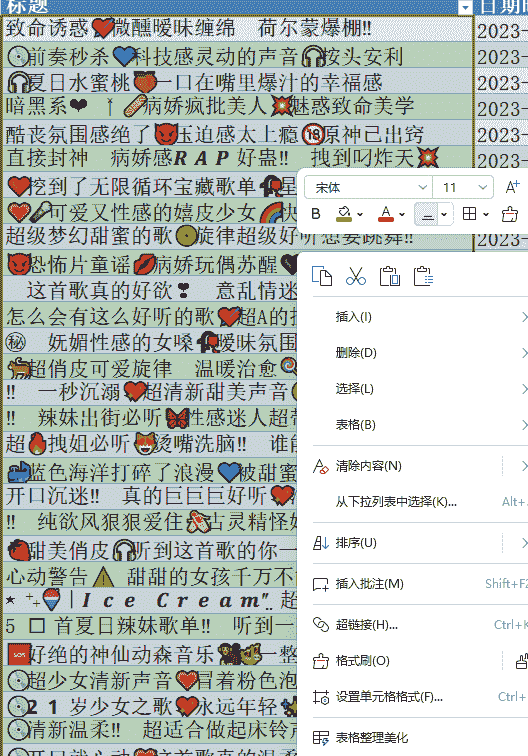 标题 日期
致命诱惑❤️微醺暧昧缠绵 荷尔蒙爆棚‼️ 2023-
💿前奏秒杀💙科技感灵动的声音🎧按头安利 2023-
🎧夏日水蜜桃🍑一口在嘴里爆汁的幸福感 2023-
暗黑系❤ 🩸病娇疯批美人💥魅惑致命美学 2023-
酷丧氛围感绝了😈压迫感太上瘾🔞原神已出窍 2023-
直接封神 病娇感RAP 好蛊‼️ 拽到叼炸天💥 2023-
❤️挖到了无限循环宝藏歌单
❤️🎤可爱又性感的嬉皮少女🌈
超级梦幻甜蜜的歌 旋律超级好听想要跳舞‼️ 2023-
😈恐怖片童谣💋病娇玩偶苏醒
这首歌真的好欲❣ 意乱情迷
怎么会有这么好听的歌❤️超A的
㊙ 妩媚性感的女嗓 暧昧氛围
🐅超俏皮可爱旋律 温暖治愈🍭
‼️ 一秒沉溺❤️超清新甜美声音
‼️ 辣妹出街必听🦋性感迷人超
超🔥拽姐必听😻烫嘴洗脑‼️ 谁能
蓝色海洋打碎了浪漫💙被甜蜜
开口沉迷‼️ 真的巨巨巨好听❤️
‼️ 纯欲风狠狠爱住 古灵精怪
🍓甜美俏皮🎧听到这首歌的你一
心动警告⚠ 甜甜的女孩千万不
⋆ ⁺₊🍧|Ice Cream" 超
5 □ 首夏日辣妹歌单‼️ 听到一
🆘好绝的神仙动森音乐 一整
💿超少女清新声音❤️冒着粉色泡
💿21岁少女之歌❤️永远年轻
💿清新温柔‼️ 超适合做起床铃声
宋体 11 A⁺
B A
插入(I)
删除(D)
选择(L)
表格(B)
清除内容(N)
从下拉列表中选择(K)... Alt+
排序(U)
插入批注(M) Shift+F2
超链接(H)... Ctrl+K
格式刷(O)
设置单元格格式(F)... Ctrl+
表格整理美化